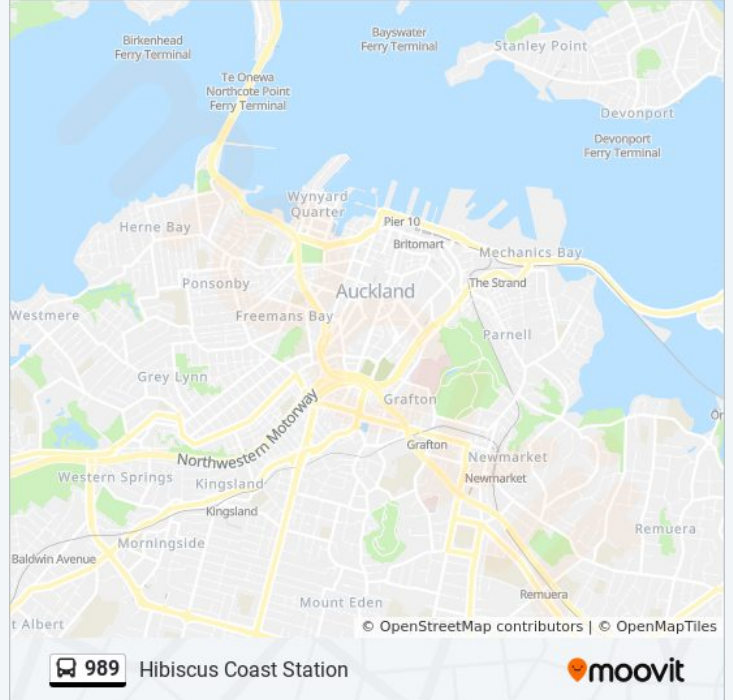 Birkenhead
Ferry Terminal
Bayswater
Ferry Terminal
Stanley Point
Te Onewa
Northcote Point
Ferry Terminal
Devonport
Devonport
Ferry Terminal
Wynyard
Quarter
Herne Bay
Pier 10
Britomart
Mechanics Bay
Ponsonby
Auckland
The Strand
Westmere
Freemans Bay
Parnell
Grey Lynn
Grafton
Northwestern Motorway
Grafton
Newmarket
Western Springs
Kingsland
Newmarket
Kingsland
Remuera
Morningside
Baldwin Avenue
Remuera
Mount Eden
t Albert
© OpenStreetMap contributors | © OpenMapTiles
989 Hibiscus Coast Station
moovit